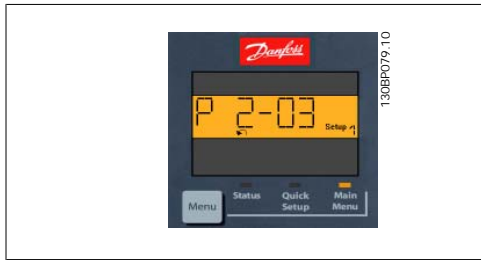 Danfoss
P 2-03
Setup 1
Menu
Status
Quick Setup
Main Menu
130BP079.10